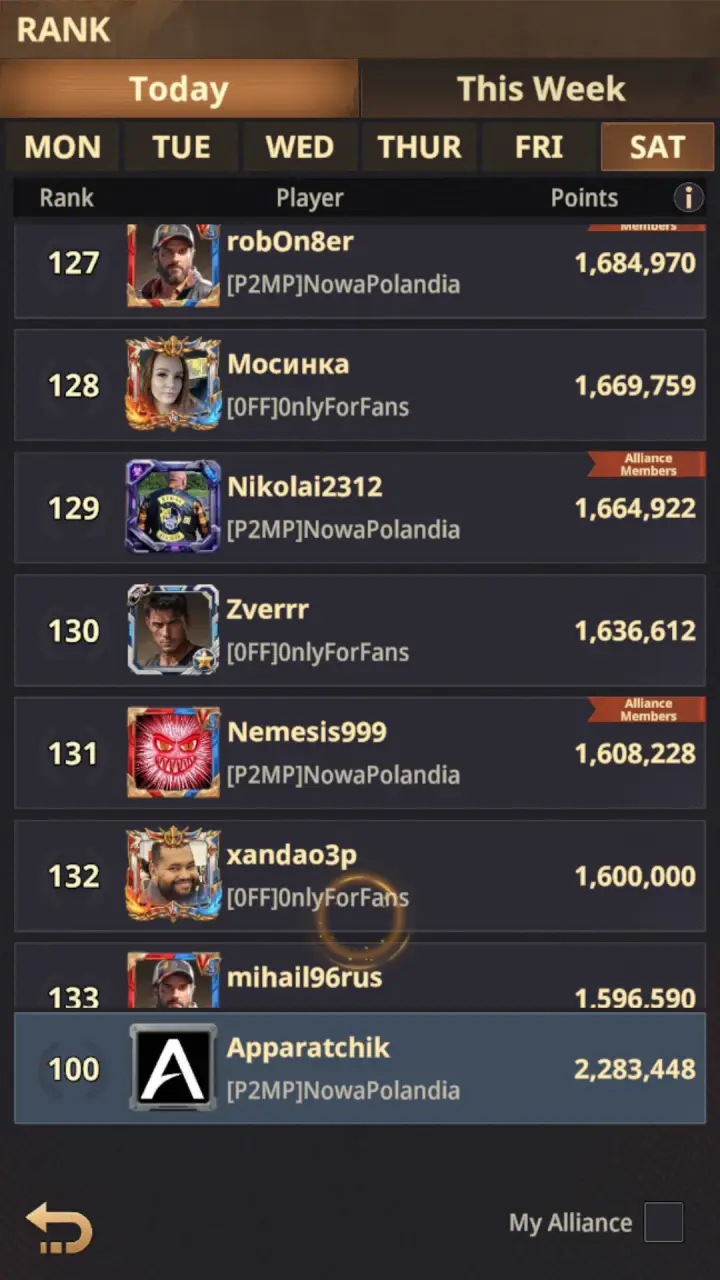 RANK
Today
This Week
MON
TUE
WED
THUR
FRI
SAT
Rank
Player
Points
i
Members
127
robOn8er
[P2MP]NowaPolandia
1,684,970
128
Мосинка
[0FF]0nlyForFans
1,669,759
Alliance
Members
129
Nikolai2312
[P2MP]NowaPolandia
1,664,922
130
Zverrr
[0FF]0nlyForFans
1,636,612
Alliance
Members
131
Nemesis999
[P2MP]NowaPolandia
1,608,228
132
xandao3p
[0FF]0nlyForFans
1,600,000
133
mihail96rus
1,596,590
100
Apparatchik
[P2MP]NowaPolandia
2,283,448
My Alliance